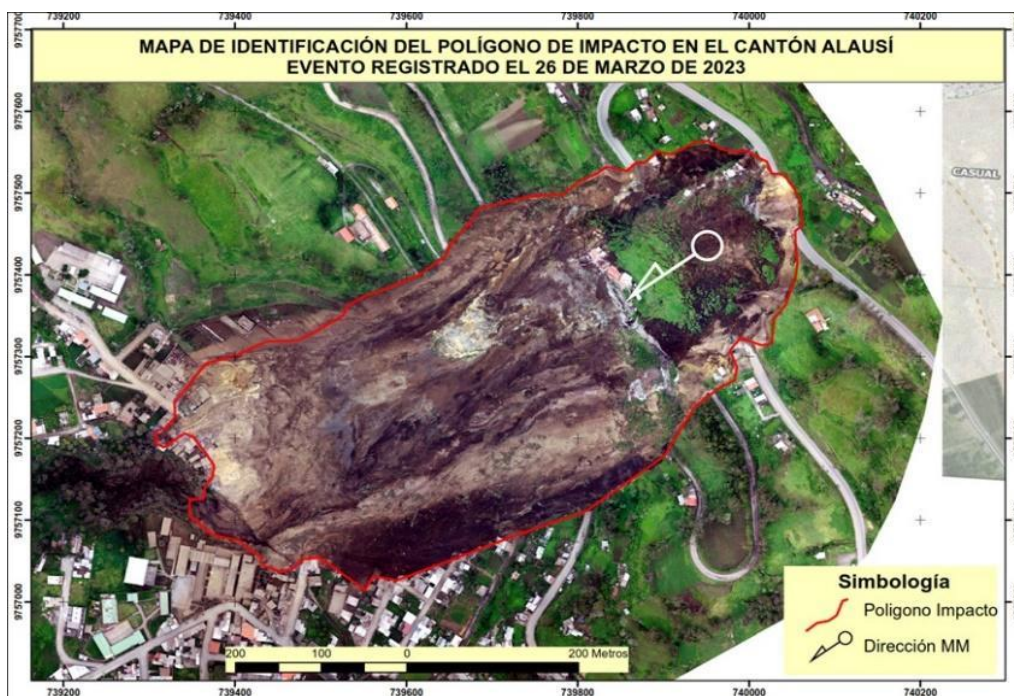 739200 739400 739600 739800 740000 740200
MAPA DE IDENTIFICACIÓN DEL POLÍGONO DE IMPACTO EN EL CANTÓN ALAUSÍ
EVENTO REGISTRADO EL 26 DE MARZO DE 2023
9757700
9757600
9757500
9757400
9757300
9757200
9757100
9757000
CASUAL
Simbología
Poligono Impacto
Dirección MM
200 100 0 200 Metros
739200 739400 739600 739800 740000 740200